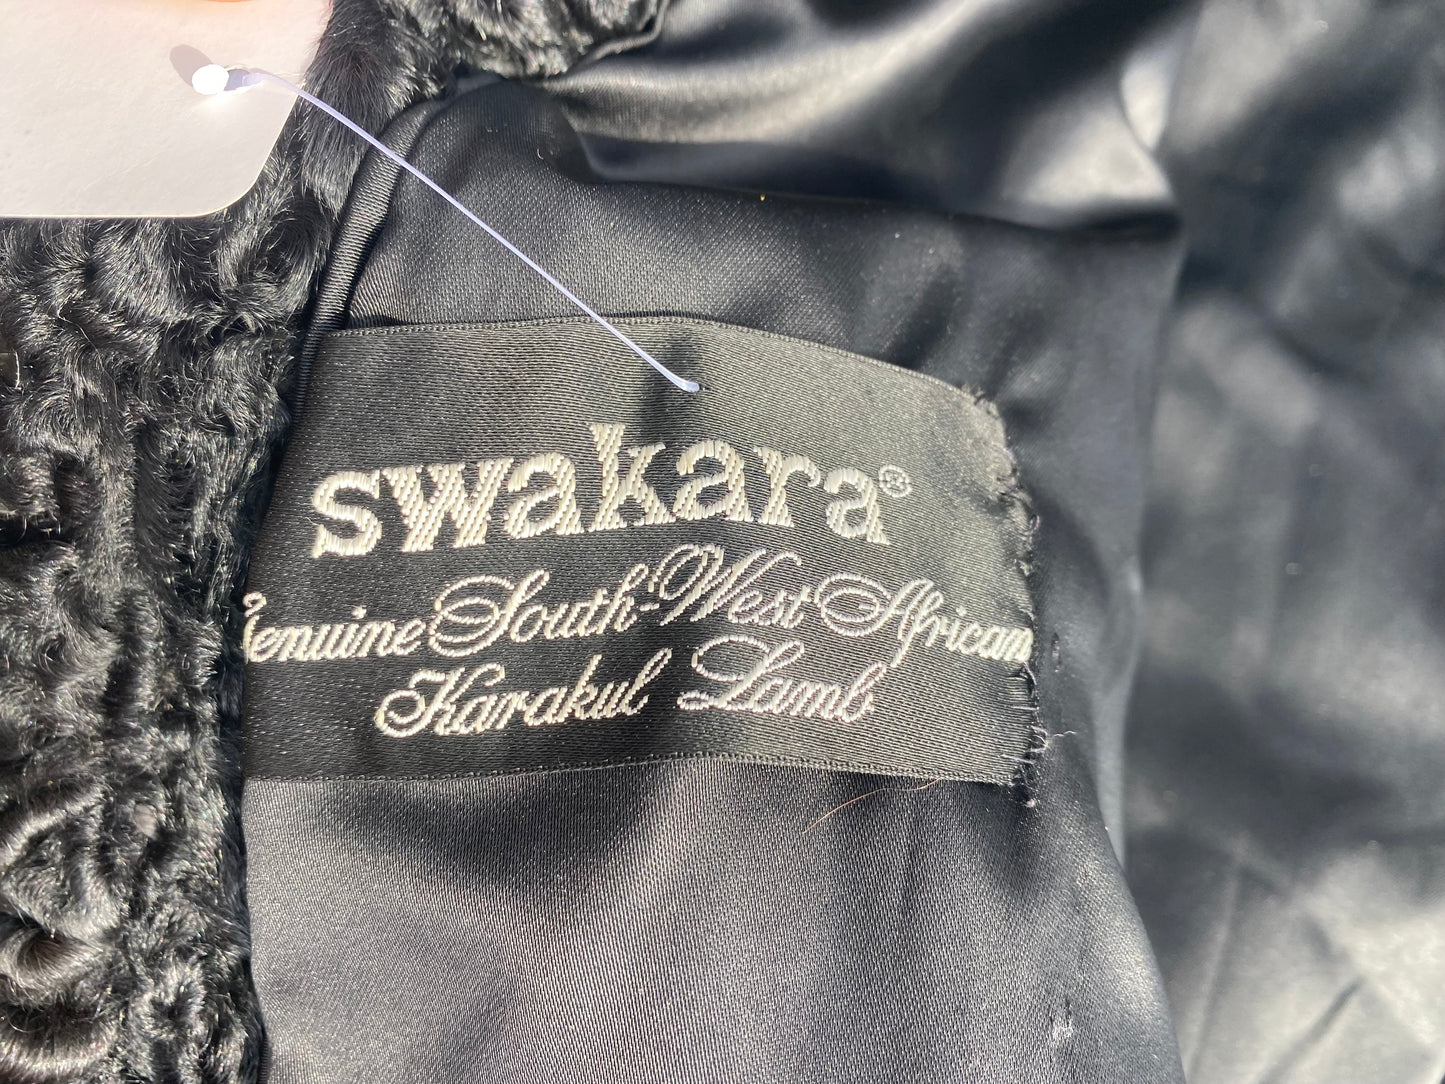 swakara®
Genuine South-West African
Karakul Lamb